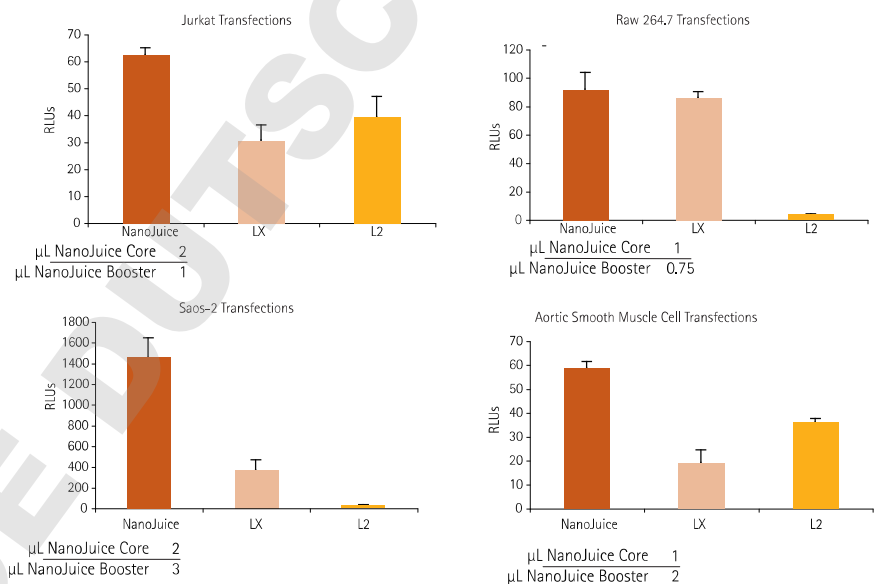 Jurkat Transfections
70
60
50
40
30
20
10
0
RLUs
NanoJuice LX L2
µL NanoJuice Core 2
µL NanoJuice Booster 1
Raw 264.7 Transfections
120
100
80
60
40
20
0
RLUs
NanoJuice LX L2
µL NanoJuice Core 1
µL NanoJuice Booster 0.75
Saos-2 Transfections
1800
1600
1400
1200
1000
800
600
400
200
0
RLUs
NanoJuice LX L2
µL NanoJuice Core 2
µL NanoJuice Booster 3
Aortic Smooth Muscle Cell Transfections
70
60
50
40
30
20
10
0
RLUs
NanoJuice LX L2
µL NanoJuice Core 1
µL NanoJuice Booster 2
E DUTSC